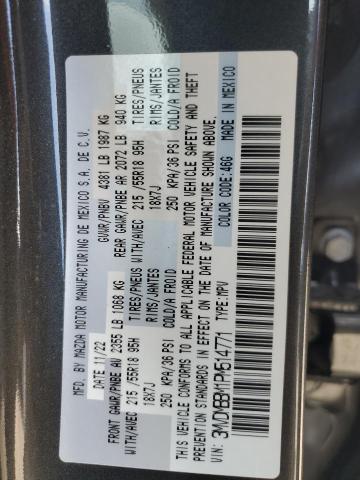 MFD. BY MAZDA MOTOR MANUFACTURING DE MEXICO S.A. DE C.V.
DATE 11/22 GVWR/PNBV 4381 LB 1987 KG
FRONT GAWR/PNBE AV 2355 LB 1068 KG REAR GAWR/PNBE AR 2072 LB 940 KG
WITH/AVEC 215 /55R18 95H TIRES/PNEUS WITH/AVEC 215 /55R18 95H TIRES/PNEUS
18X7J RIMS/JANTES 18X7J RIMS/JANTES
250 KPA/36 PSI COLD/A FROID 250 KPA/36 PSI COLD/A FROID
THIS VEHICLE CONFORMS TO ALL APPLICABLE FEDERAL MOTOR VEHICLE SAFETY AND THEFT
PREVENTION STANDARDS IN EFFECT ON THE DATE OF MANUFACTURE SHOWN ABOVE.
VIN: TYPE:MPV COLOR CODE:46G MADE IN MEXICO